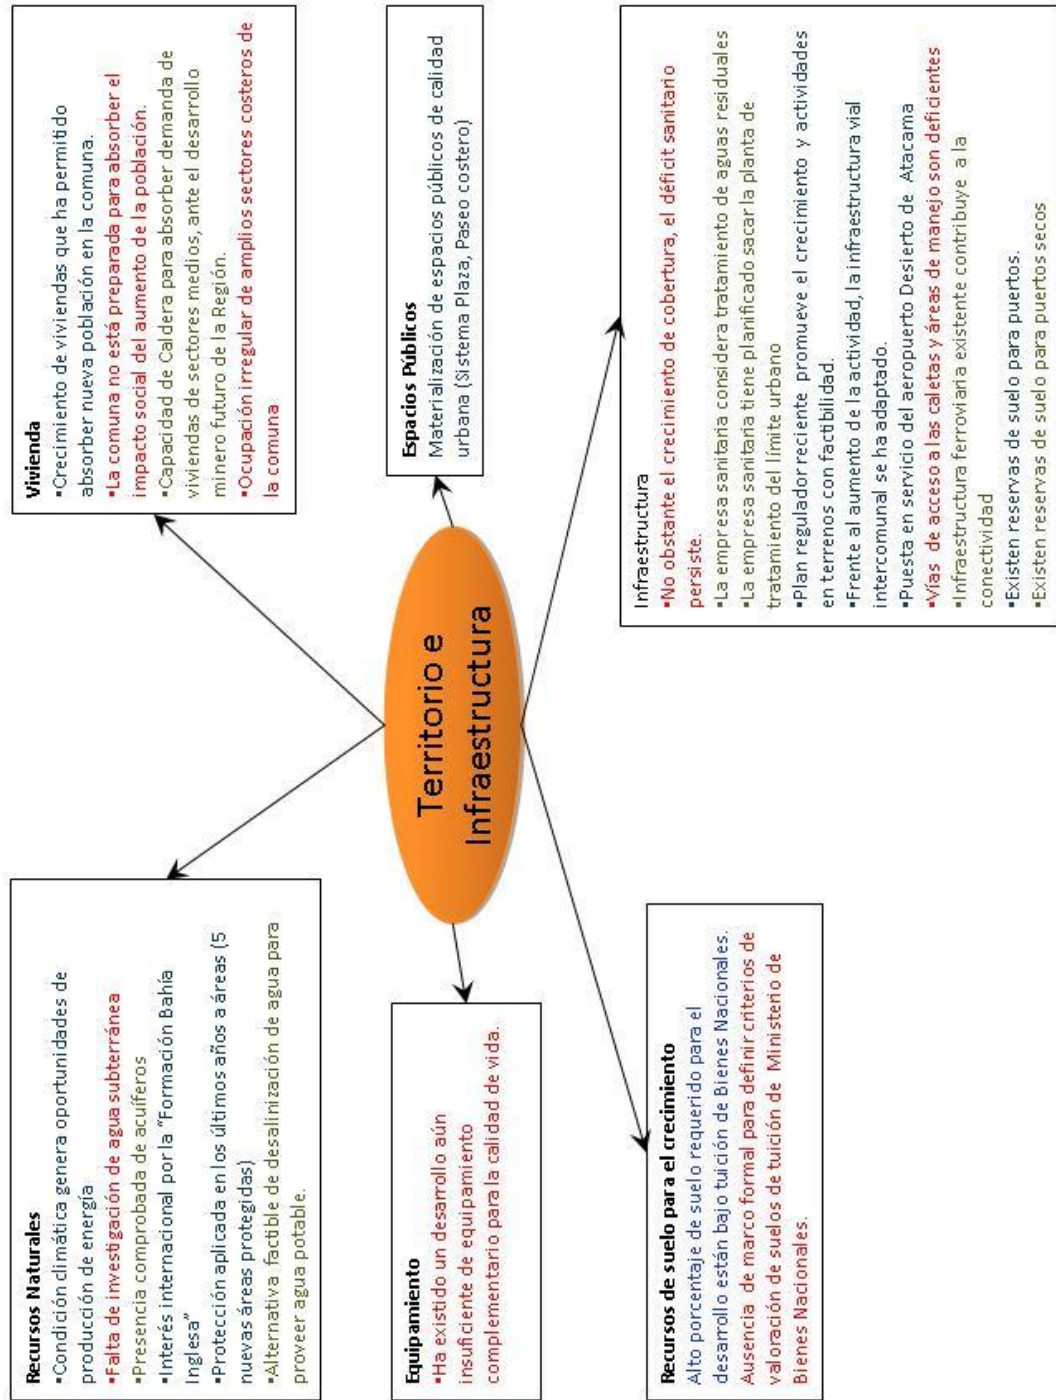 Recursos Naturales
▪Condición climática genera oportunidades de
producción de energía
▪Falta de investigación de agua subterránea
▪Presencia comprobada de acuíferos
▪Interés internacional por la "Formación Bahía
Inglesa"
▪Protección aplicada en los últimos años a áreas (5
nuevas áreas protegidas)
▪Alternativa factible de desalinización de agua para
proveer agua potable.
Vivienda
▪Crecimiento de viviendas que ha permitido
absorber nueva población en la comuna.
▪La comuna no está preparada para absorber el
impacto social del aumento de la población.
▪Capacidad de Caldera para absorber demanda de
viviendas de sectores medios, ante el desarrollo
minero futuro de la Región.
▪Ocupación irregular de amplios sectores costeros de
la comuna
Equipamiento
▪Ha existido un desarrollo aún
insuficiente de equipamiento
complementario para la calidad de vida.
Territorio e
Infraestructura
Espacios Públicos
Materialización de espacios públicos de calidad
urbana (Sistema Plaza, Paseo costero)
Recursos de suelo para el crecimiento
Alto porcentaje de suelo requerido para el
desarrollo están bajo tuición de Bienes Nacionales.
Ausencia de marco formal para definir criterios de
valoración de suelos de tuición de Ministerio de
Bienes Nacionales.
Infraestructura
▪No obstante el crecimiento de cobertura, el déficit sanitario
persiste.
▪La empresa sanitaria considera tratamiento de aguas residuales
▪La empresa sanitaria tiene planificado sacar la planta de
tratamiento del límite urbano
▪Plan regulador reciente promueve el crecimiento y actividades
en terrenos con factibilidad.
▪Frente al aumento de la actividad, la infraestructura vial
intercomunal se ha adaptado.
▪Puesta en servicio del aeropuerto Desierto de Atacama
▪Vías de acceso a las caletas y áreas de manejo son deficientes
▪Infraestructura ferroviaria existente contribuye a la
conectividad
▪Existen reservas de suelo para puertos.
▪Existen reservas de suelo para puertos secos